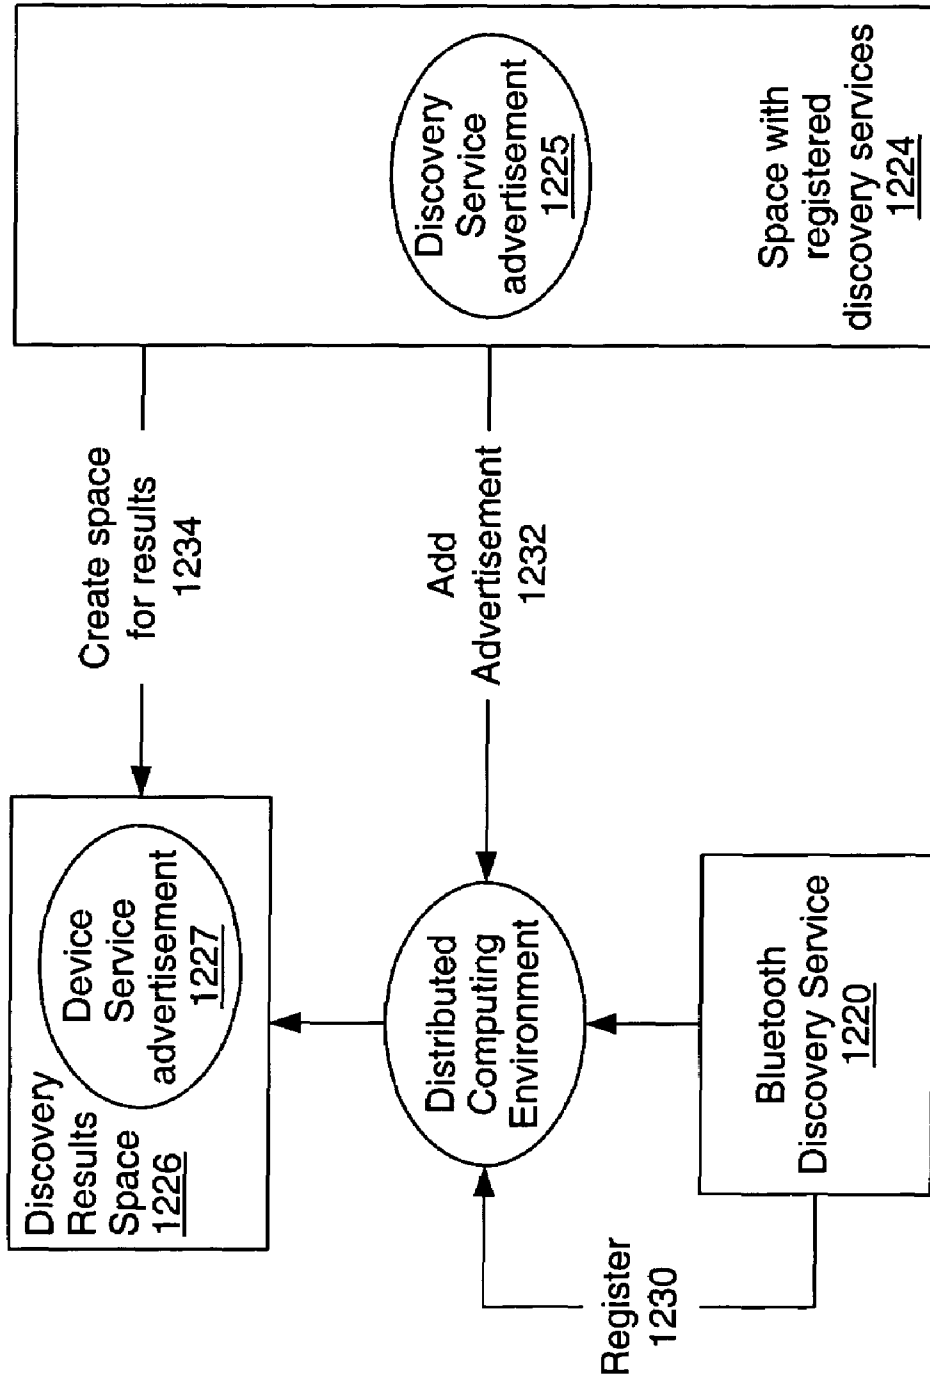 Discovery
Results
Space
1226
Device
Service
advertisement
1227
Create space
for results
1234
Discovery
Service
advertisement
1225
Space with
registered
discovery services
1224
Add
Advertisement
1232
Distributed
Computing
Environment
Register
1230
Bluetooth
Discovery Service
1220